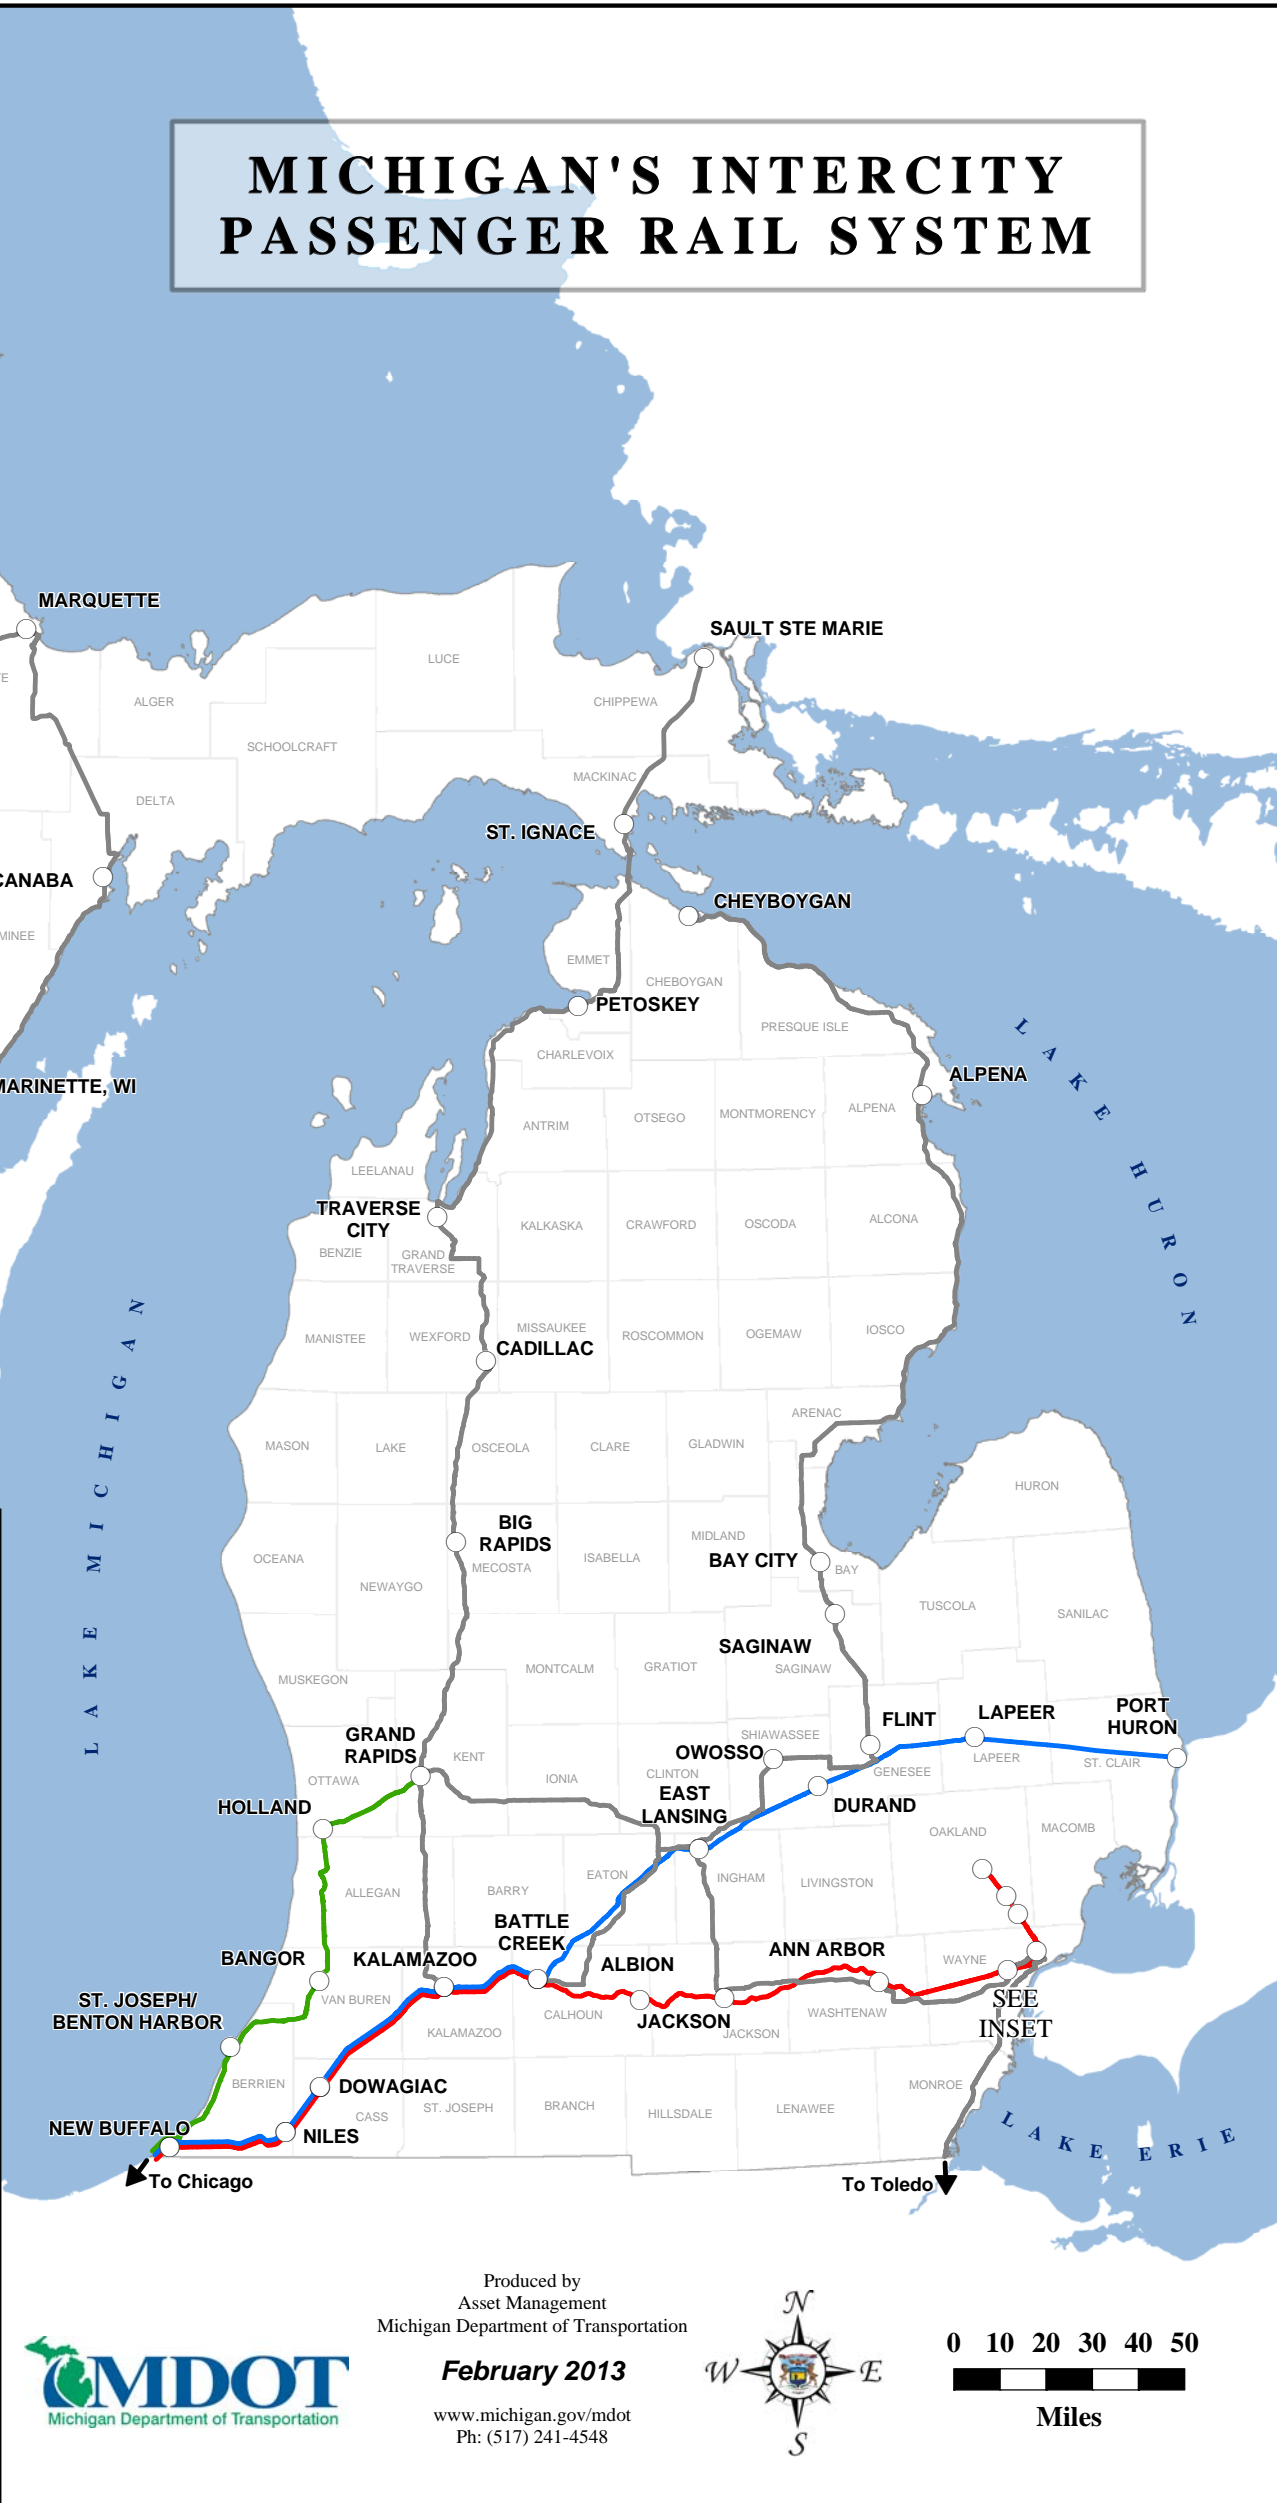 MICHIGAN'S INTERCITY
PASSENGER RAIL SYSTEM
MARQUETTE
SAULT STE MARIE
LUCE
ALGER
CHIPPEWA
SCHOOLCRAFT
MACKINAC
DELTA
ST. IGNACE
CANABA
CHEYBOYGAN
MINEE
EMMET
CHEBOYGAN
PETOSKEY
PRESQUE ISLE
LAKE HURON
CHARLEVOIX
ALPENA
MARINETTE, WI
ALPENA
MONTMORENCY
OTSEGO
ANTRIM
LEELANAU
TRAVERSE
CITY
KALKASKA
CRAWFORD
OSCODA
ALCONA
BENZIE
GRAND
TRAVERSE
LAKE MICHIGAN
MANISTEE
WEXFORD
MISSAUKEE
ROSCOMMON
OGEMAW
IOSCO
CADILLAC
ARENAC
MASON
LAKE
OSCEOLA
CLARE
GLADWIN
HURON
BIG
RAPIDS
MIDLAND
OCEANA
MECOSTA
ISABELLA
BAY CITY
BAY
NEWAYGO
TUSCOLA
SANILAC
SAGINAW
MUSKEGON
MONTCALM
GRATIOT
SAGINAW
PORT
HURON
LAPEER
FLINT
GRAND
RAPIDS
SHIAWASSEE
KENT
OWOSSO
LAPEER
ST. CLAIR
OTTAWA
IONIA
CLINTON
GENESEE
EAST
LANSING
HOLLAND
DURAND
OAKLAND
MACOMB
ALLEGAN
BARRY
EATON
INGHAM
LIVINGSTON
BATTLE
CREEK
BANGOR
KALAMAZOO
ALBION
ANN ARBOR
WAYNE
ST. JOSEPH/
BENTON HARBOR
VAN BUREN
SEE
INSET
CALHOUN
JACKSON
WASHTENAW
KALAMAZOO
JACKSON
BERRIEN
DOWAGIAC
MONROE
CASS
ST. JOSEPH
BRANCH
HILLSDALE
LENAWEE
NEW BUFFALO
NILES
LAKE ERIE
To Chicago
To Toledo
Produced by
Asset Management
Michigan Department of Transportation
February 2013
www.michigan.gov/mdot
Ph: (517) 241-4548
MDOT
Michigan Department of Transportation
N
W
E
S
0 10 20 30 40 50
Miles